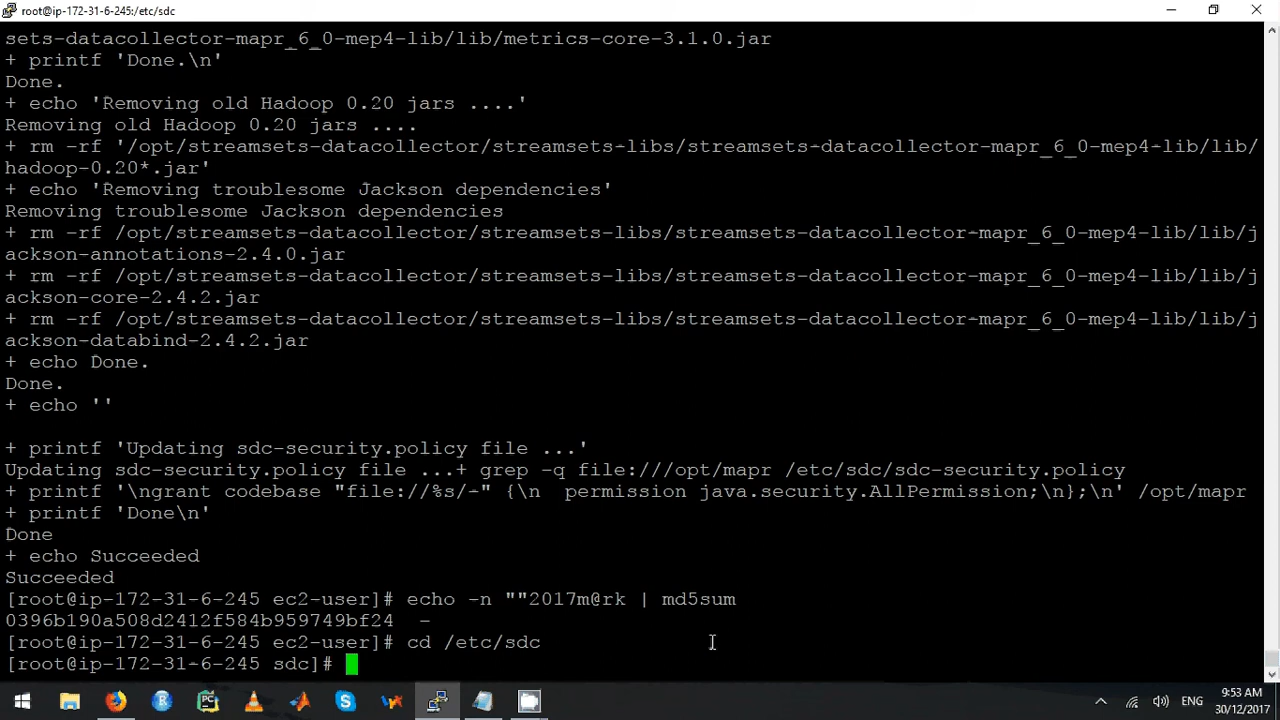 root@ip-172-31-6-245:/etc/sdc
sets-datacollector-mapr_6_0-mep4-lib/lib/metrics-core-3.1.0.jar
+ printf 'Done.\n'
Done.
+ echo 'Removing old Hadoop 0.20 jars ....'
Removing old Hadoop 0.20 jars ....
+ rm -rf '/opt/streamsets-datacollector/streamsets-libs/streamsets-datacollector-mapr_6_0-mep4-lib/lib/
hadoop-0.20*.jar'
+ echo 'Removing troublesome Jackson dependencies'
Removing troublesome Jackson dependencies
+ rm -rf /opt/streamsets-datacollector/streamsets-libs/streamsets-datacollector-mapr_6_0-mep4-lib/lib/j
ackson-annotations-2.4.0.jar
+ rm -rf /opt/streamsets-datacollector/streamsets-libs/streamsets-datacollector-mapr_6_0-mep4-lib/lib/j
ackson-core-2.4.2.jar
+ rm -rf /opt/streamsets-datacollector/streamsets-libs/streamsets-datacollector-mapr_6_0-mep4-lib/lib/j
ackson-databind-2.4.2.jar
+ echo Done.
Done.
+ echo ''
+ printf 'Updating sdc-security.policy file ...'
Updating sdc-security.policy file ...+ grep -q file:///opt/mapr /etc/sdc/sdc-security.policy
+ printf '\ngrant codebase "file://%s/-" {\n  permission java.security.AllPermission;\n};\n' /opt/mapr
+ printf 'Done\n'
Done
+ echo Succeeded
Succeeded
[root@ip-172-31-6-245 ec2-user]# echo -n ""2017m@rk | md5sum
0396b190a508d2412f584b959749bf24  -
[root@ip-172-31-6-245 ec2-user]# cd /etc/sdc
[root@ip-172-31-6-245 sdc]#
ENG
9:53 AM
30/12/2017